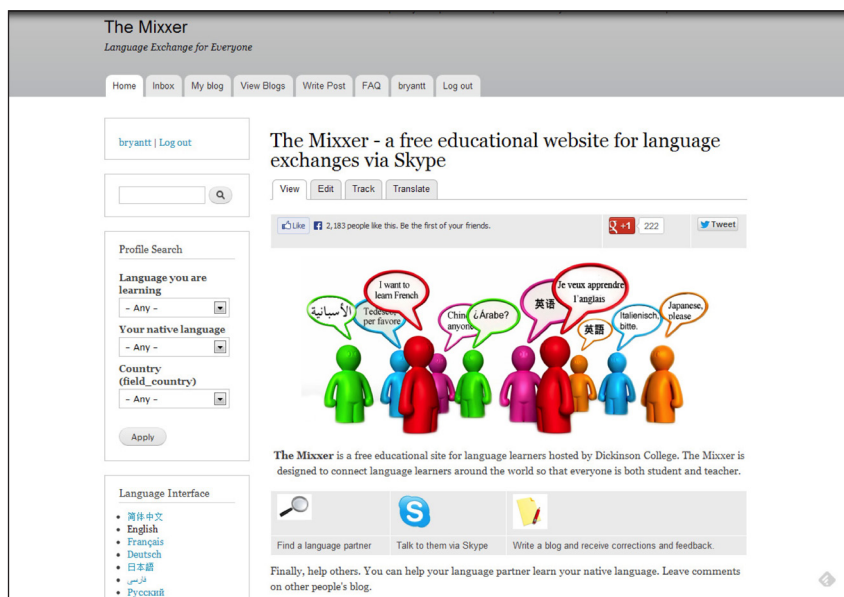 The Mixxer
Language Exchange for Everyone
Home
Inbox
My blog
View Blogs
Write Post
FAQ
bryantt
Log out
bryantt | Log out
Profile Search
Language you are
learning
- Any -
Your native language
- Any -
Country
(field_country)
- Any -
Apply
Language Interface
简体中文
English
Français
Deutsch
日本語
فارسی
Русский
The Mixxer - a free educational website for language
exchanges via Skype
View
Edit
Track
Translate
Like
2,183 people like this. Be the first of your friends.
+1
222
Tweet
الأسبانية
Tedesco,
per favore
I want to
learn French
anyone
¿Árabe?
英语
Je veux apprendre
l'anglais
英語
Italienisch,
bitte.
Japanese,
please
The Mixxer is a free educational site for language learners hosted by Dickinson College. The Mixxer is
designed to connect language learners around the world so that everyone is both student and teacher.
Find a language partner
Talk to them via Skype
Write a blog and receive corrections and feedback.
Finally, help others. You can help your language partner learn your native language. Leave comments
on other people's blog.